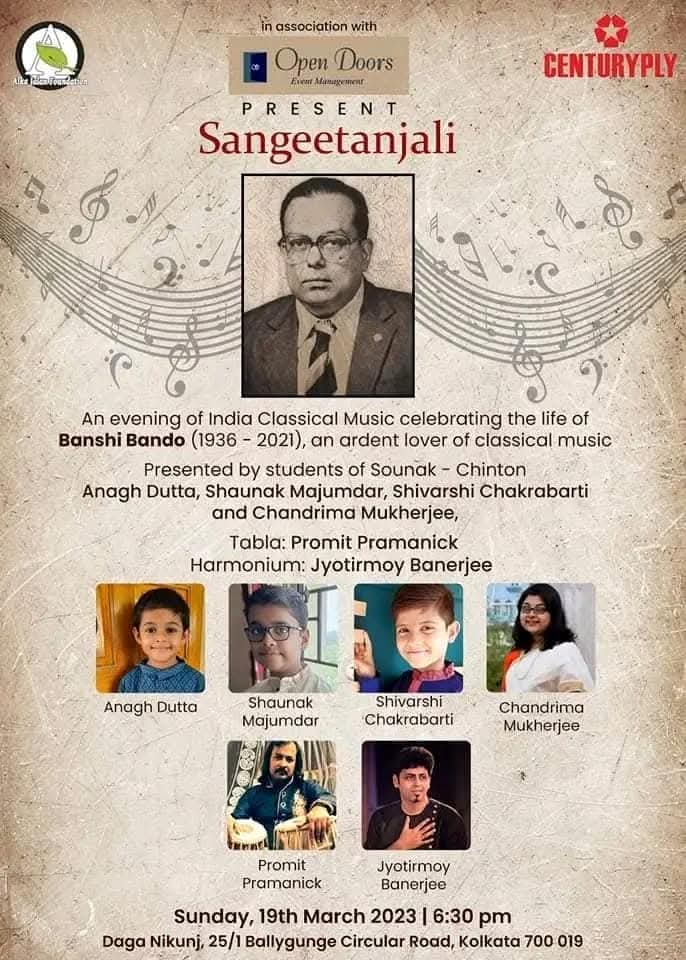 in association with
Alka Jalan Foundation
Open Doors
Event Management
CENTURYPLY
PRESENT
Sangeetanjali
An evening of India Classical Music celebrating the life of
Banshi Bando (1936 - 2021), an ardent lover of classical music
Presented by students of Sounak - Chinton
Anagh Dutta, Shaunak Majumdar, Shivarshi Chakrabarti
and Chandrima Mukherjee,
Tabla: Promit Pramanick
Harmonium: Jyotirmoy Banerjee
Anagh Dutta
Shaunak
Majumdar
Shivarshi
Chakrabarti
Chandrima
Mukherjee
Promit
Pramanick
Jyotirmoy
Banerjee
Sunday, 19th March 2023 | 6:30 pm
Daga Nikunj, 25/1 Ballygunge Circular Road, Kolkata 700 019